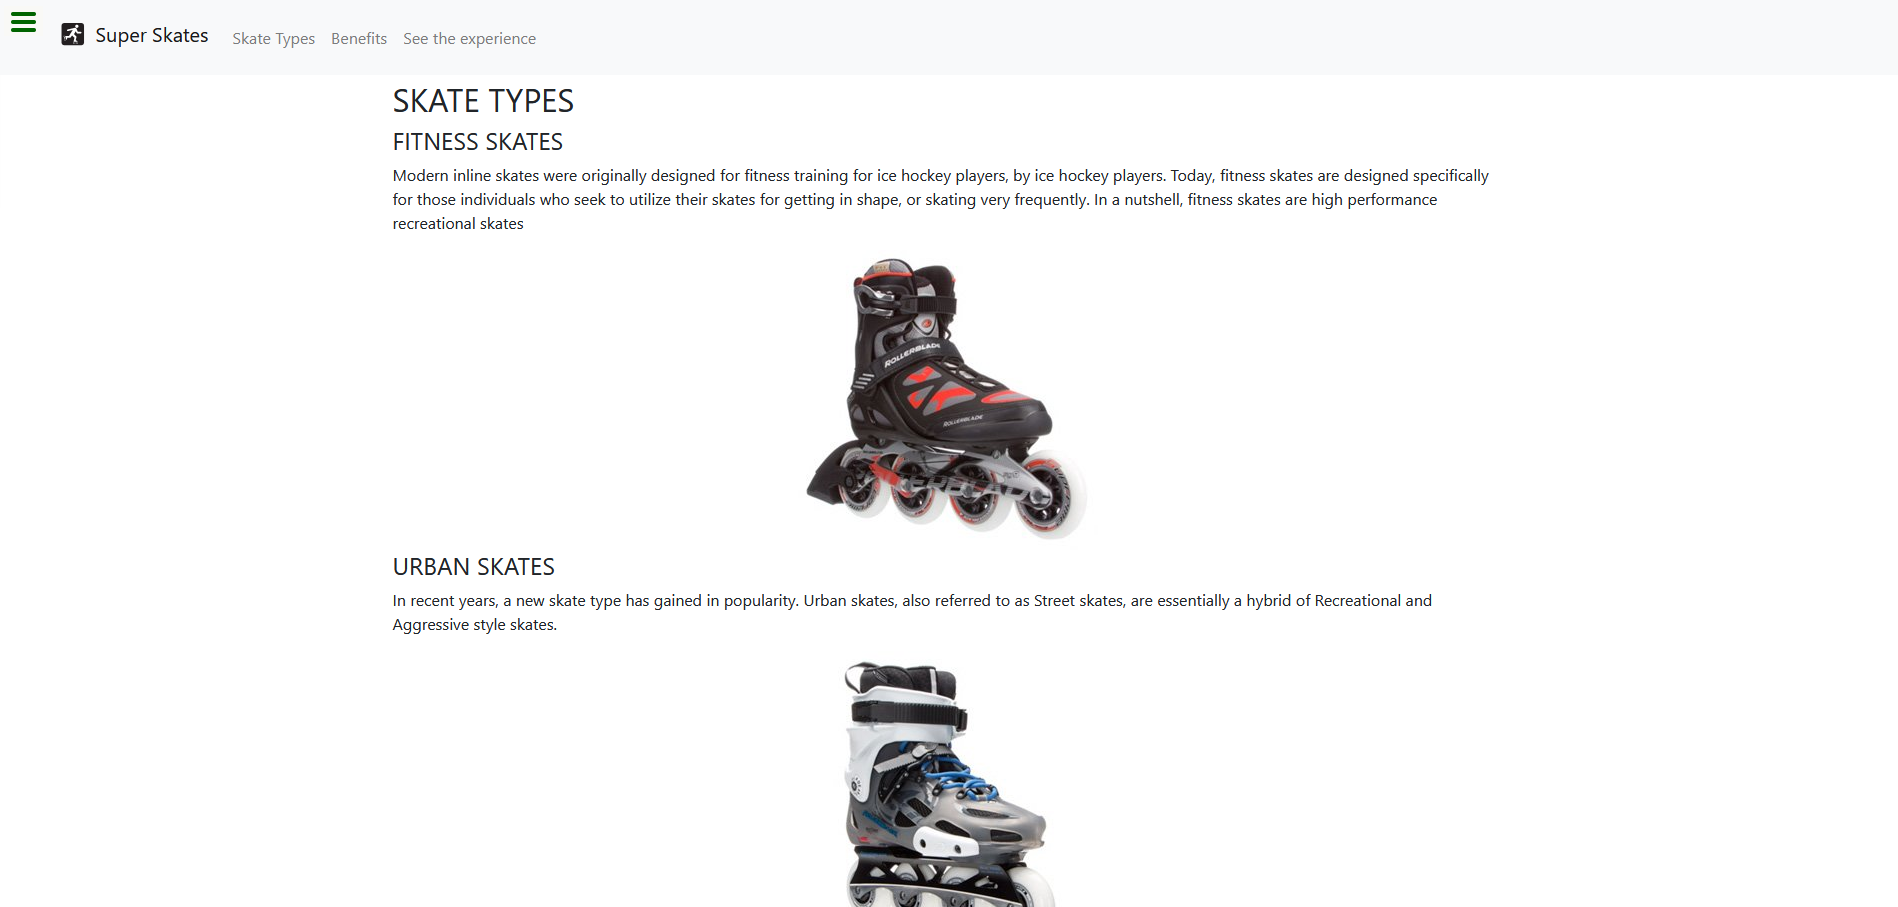 Super Skates Skate Types Benefits See the experience
SKATE TYPES
FITNESS SKATES
Modern inline skates were originally designed for fitness training for ice hockey players, by ice hockey players. Today, fitness skates are designed specifically
for those individuals who seek to utilize their skates for getting in shape, or skating very frequently. In a nutshell, fitness skates are high performance
recreational skates
ROLLERBLADE
ROLLERBLADE
URBAN SKATES
In recent years, a new skate type has gained in popularity. Urban skates, also referred to as Street skates, are essentially a hybrid of Recreational and
Aggressive style skates.